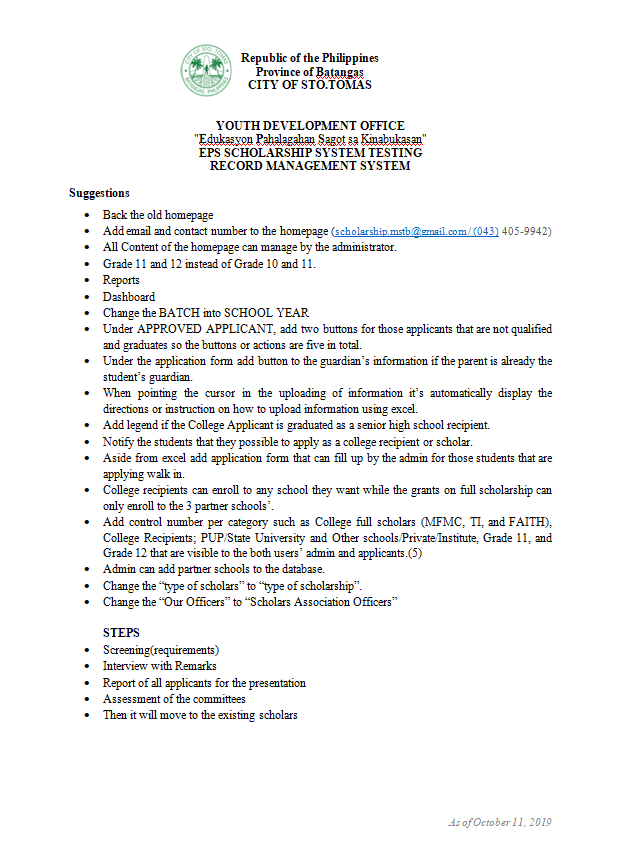 CITY OF STO. TOMAS
BATANGAS, PHILIPPINES
Republic of the Philippines
Province of Batangas
CITY OF STO.TOMAS
YOUTH DEVELOPMENT OFFICE
"Edukasyon Pahalagahan Sagot sa Kinabukasan"
EPS SCHOLARSHIP SYSTEM TESTING
RECORD MANAGEMENT SYSTEM
Suggestions
• Back the old homepage
• Add email and contact number to the homepage (scholarship.mstb@gmail.com / (043) 405-9942)
• All Content of the homepage can manage by the administrator.
• Grade 11 and 12 instead of Grade 10 and 11.
• Reports
• Dashboard
• Change the BATCH into SCHOOL YEAR
• Under APPROVED APPLICANT, add two buttons for those applicants that are not qualified
and graduates so the buttons or actions are five in total.
• Under the application form add button to the guardian’s information if the parent is already the
student’s guardian.
• When pointing the cursor in the uploading of information it’s automatically display the
directions or instruction on how to upload information using excel.
• Add legend if the College Applicant is graduated as a senior high school recipient.
• Notify the students that they possible to apply as a college recipient or scholar.
• Aside from excel add application form that can fill up by the admin for those students that are
applying walk in.
• College recipients can enroll to any school they want while the grants on full scholarship can
only enroll to the 3 partner schools’.
• Add control number per category such as College full scholars (MFMC, TI, and FAITH),
College Recipients; PUP/State University and Other schools/Private/Institute, Grade 11, and
Grade 12 that are visible to the both users’ admin and applicants.(5)
• Admin can add partner schools to the database.
• Change the “type of scholars” to “type of scholarship”.
• Change the “Our Officers” to “Scholars Association Officers”
STEPS
• Screening(requirements)
• Interview with Remarks
• Report of all applicants for the presentation
• Assessment of the committees
• Then it will move to the existing scholars
As of October 11, 2019